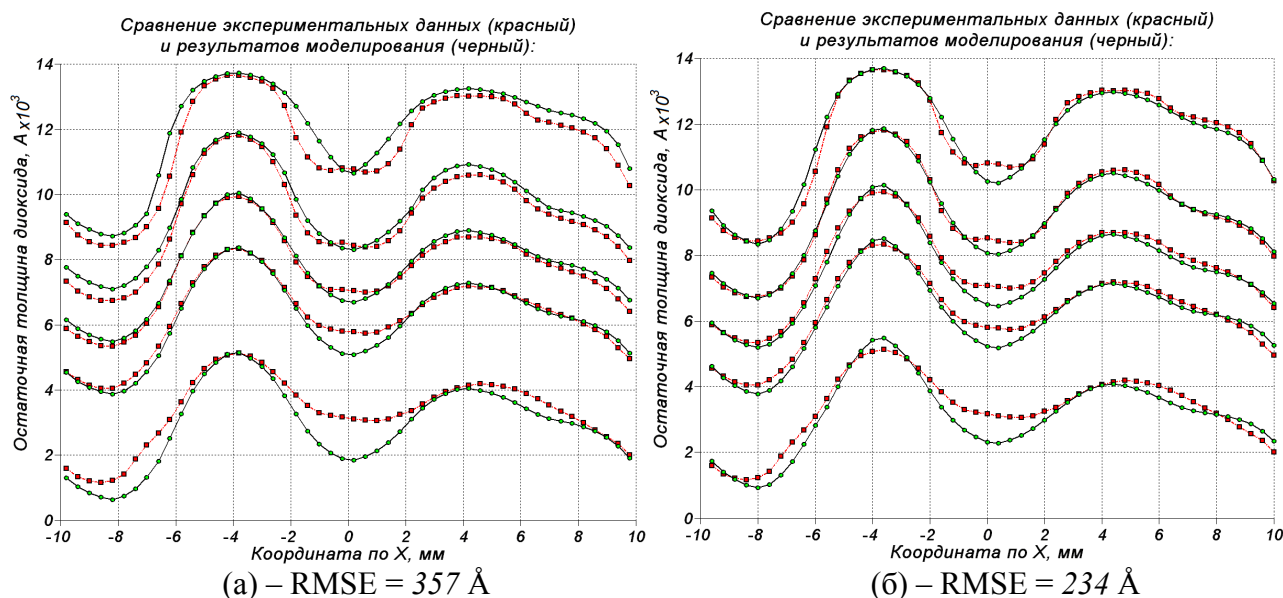 Сравнение экспериментальных данных (красный)
и результатов моделирования (черный):
Остаточная толщина диоксида, А x10³
14
12
10
8
6
4
2
0
-10 -8 -6 -4 -2 0 2 4 6 8 10
Координата по X, мм
(а) – RMSE = 357 Å
Сравнение экспериментальных данных (красный)
и результатов моделирования (черный):
Остаточная толщина диоксида, А x10³
14
12
10
8
6
4
2
0
-10 -8 -6 -4 -2 0 2 4 6 8 10
Координата по X, мм
(б) – RMSE = 234 Å